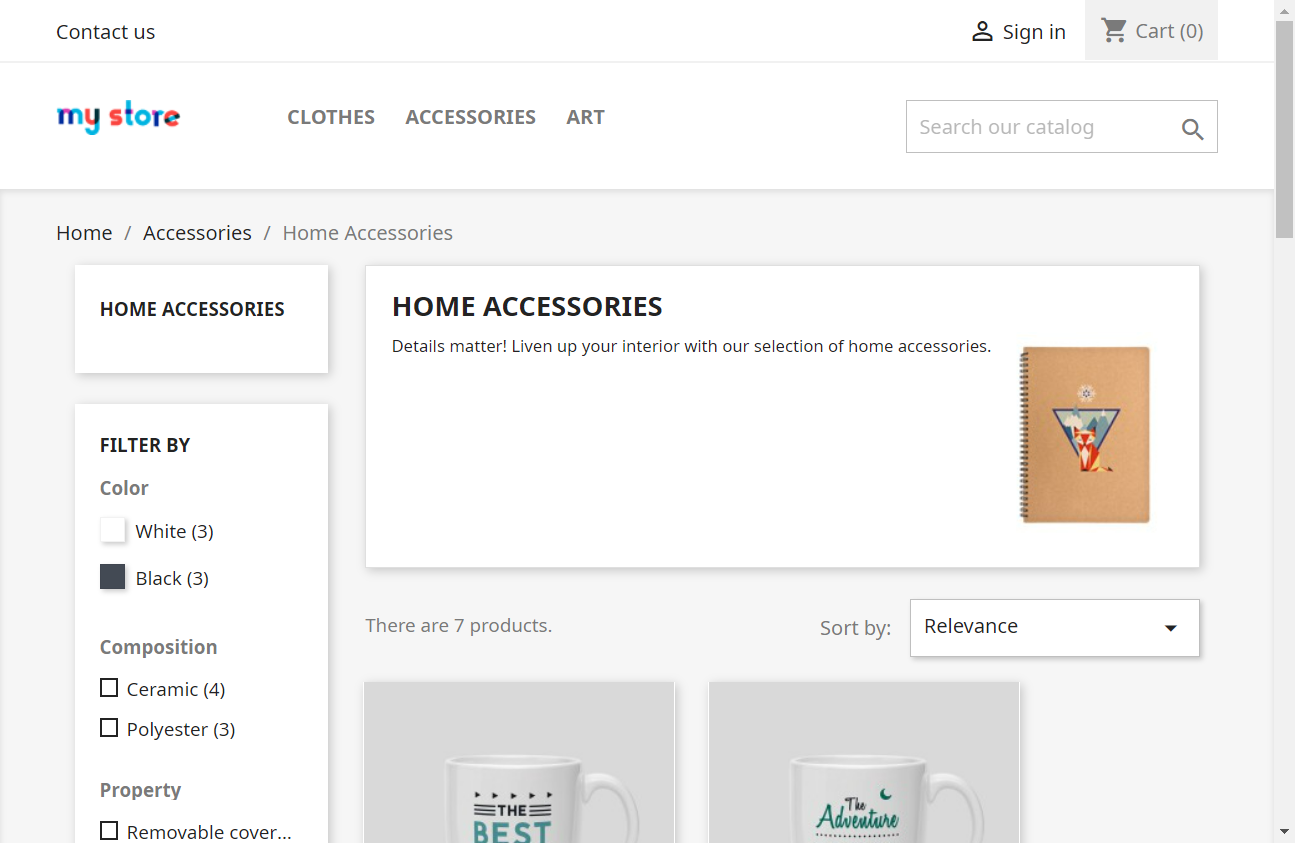 Contact us
Sign in
Cart (0)
my store
CLOTHES
ACCESSORIES
ART
Search our catalog
Home / Accessories / Home Accessories
HOME ACCESSORIES
FILTER BY
Color
White (3)
Black (3)
Composition
Ceramic (4)
Polyester (3)
Property
Removable cover...
HOME ACCESSORIES
Details matter! Liven up your interior with our selection of home accessories.
There are 7 products.
Sort by:
Relevance
THE
BEST
The
Adventure